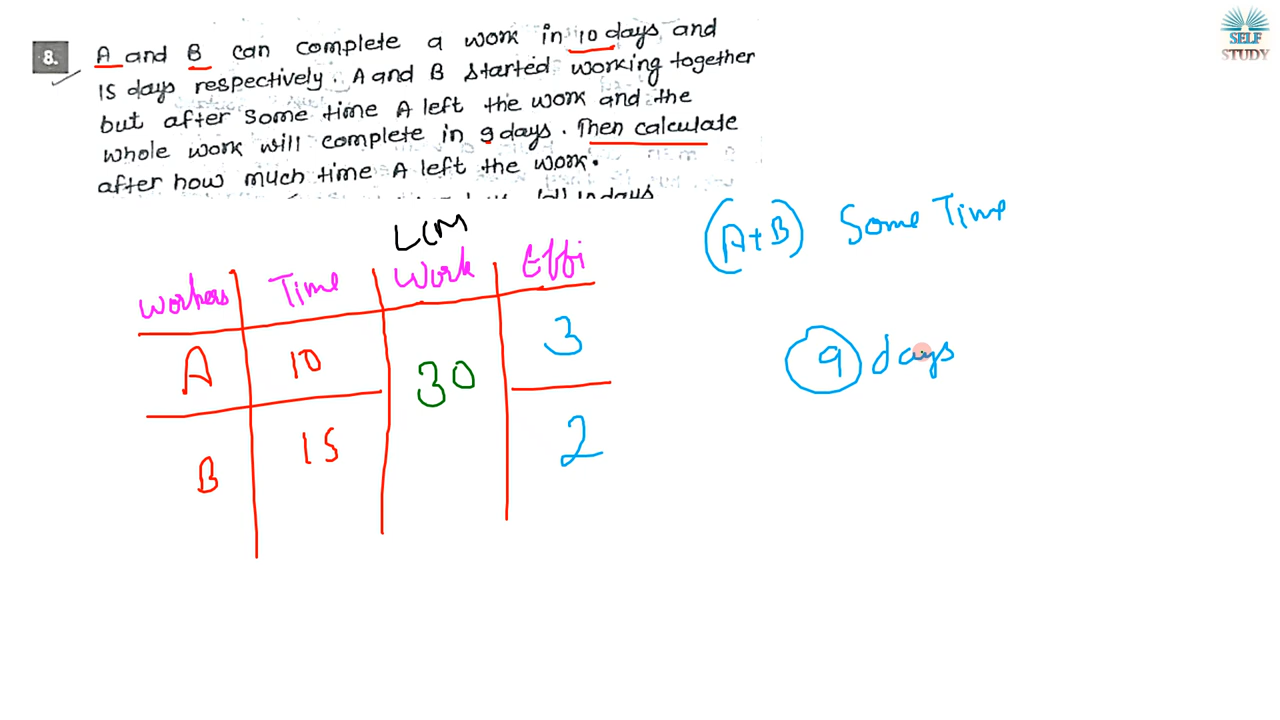 SELF
STUDY
8. A and B can complete a work in 10 days and
15 days respectively. A and B started working together
but after some time A left the work and the
whole work will complete in 9 days. Then calculate
after how much time A left the work.
(A+B) Some Time
LCM
Workers Time Work Effi
A 10 30 3
B 15 2
9 days